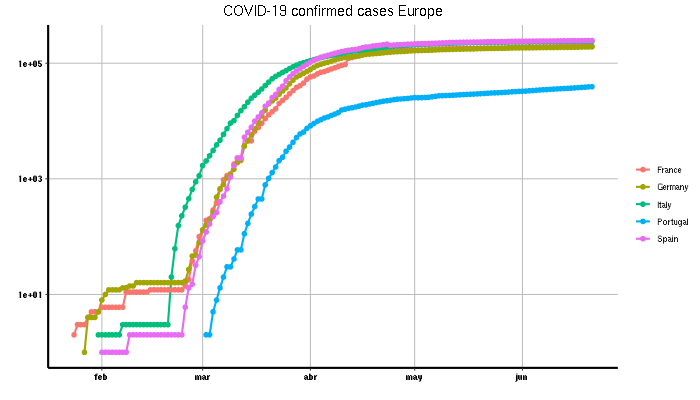 COVID-19 confirmed cases Europe
1e+05
1e+03
1e+01
feb mar abr may jun
France
Germany
Italy
Portugal
Spain